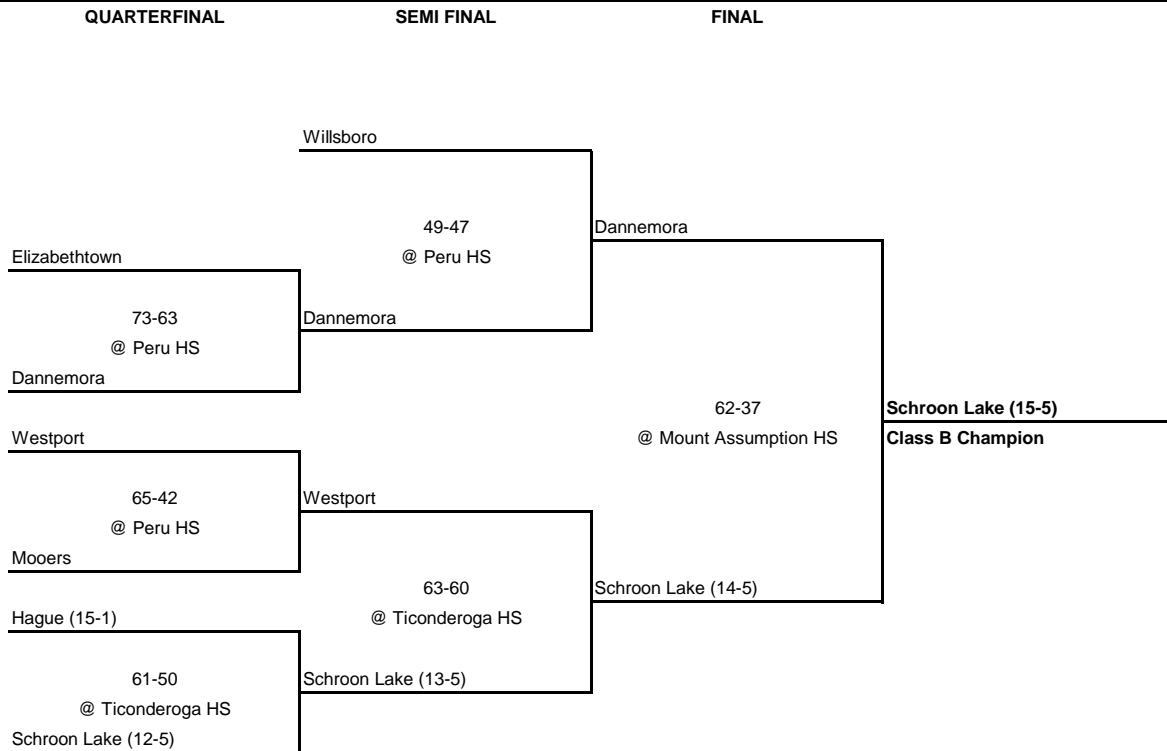 QUARTERFINAL SEMI FINAL FINAL
Willsboro
49-47 Dannemora
Elizabethtown @ Peru HS
73-63 Dannemora
@ Peru HS
Dannemora
62-37 Schroon Lake (15-5)
Westport @ Mount Assumption HS Class B Champion
65-42 Westport
@ Peru HS
Mooers
63-60 Schroon Lake (14-5)
Hague (15-1) @ Ticonderoga HS
61-50 Schroon Lake (13-5)
@ Ticonderoga HS
Schroon Lake (12-5)